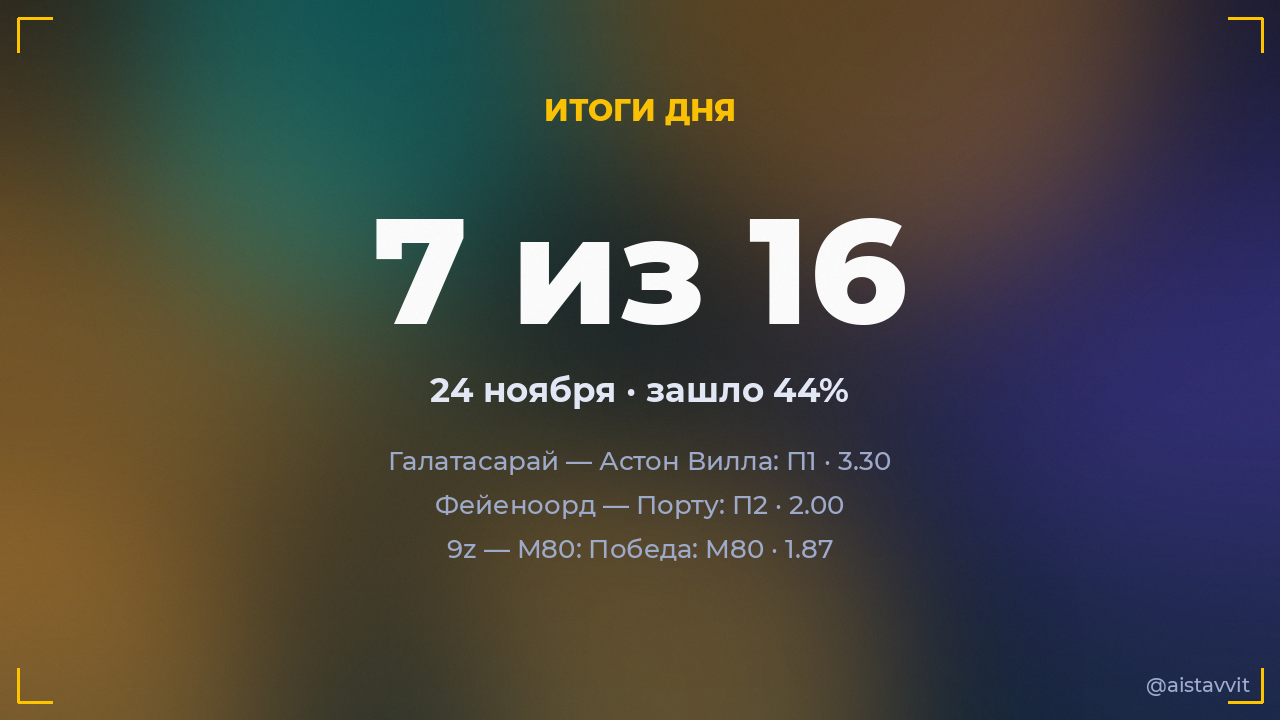 ИТОГИ ДНЯ
7 из 16
24 ноября · зашло 44%
Галатасарай — Астон Вилла: П1 · 3.30
Фейеноорд — Порту: П2 · 2.00
9z — M80: Победа: M80 · 1.87
@aistavvit